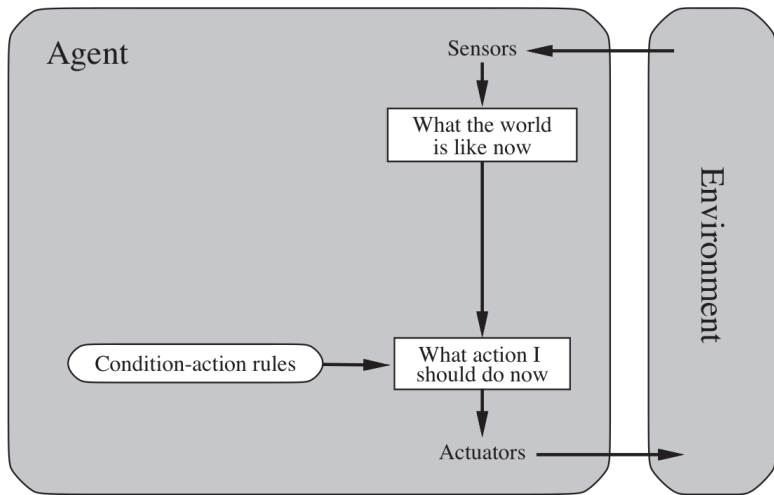 Agent
Sensors
What the world
is like now
Environment
Condition-action rules
What action I
should do now
Actuators